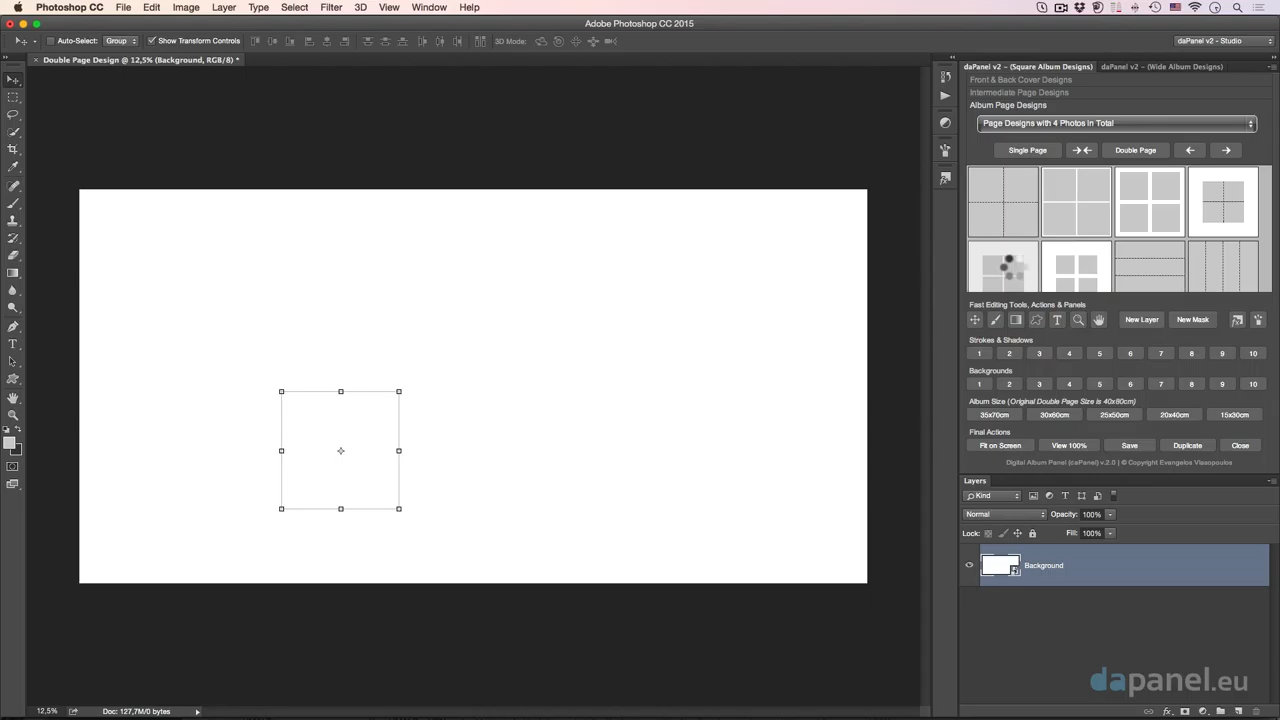 Photoshop CC File Edit Image Layer Type Select Filter 3D View Window Help
Adobe Photoshop CC 2015
Auto-Select: Group Show Transform Controls 3D Mode: daPanel v2 - Studio
× Double Page Design @ 12,5% (Background, RGB/8) *
daPanel v2 - (Square Album Designs) daPanel v2 - (Wide Album Designs)
Front & Back Cover Designs
Intermediate Page Designs
Album Page Designs
Page Designs with 4 Photos in Total
Single Page Double Page
Fast Editing Tools, Actions & Panels
T New Layer New Mask
Strokes & Shadows
1 2 3 4 5 6 7 8 9 10
Backgrounds
1 2 3 4 5 6 7 8 9 10
Album Size (Original Double Page Size is 40x80cm)
35x70cm 30x60cm 25x50cm 20x40cm 15x30cm
Final Actions
Fit on Screen View 100% Save Duplicate Close
Digital Album Panel (daPanel) v.2.0 | © Copyright Evangelos Vlasopoulos
Layers
Kind T
Normal Opacity: 100%
Lock: Fill: 100%
Background
dapanel.eu
12,5% Doc: 127,7M/0 bytes fx